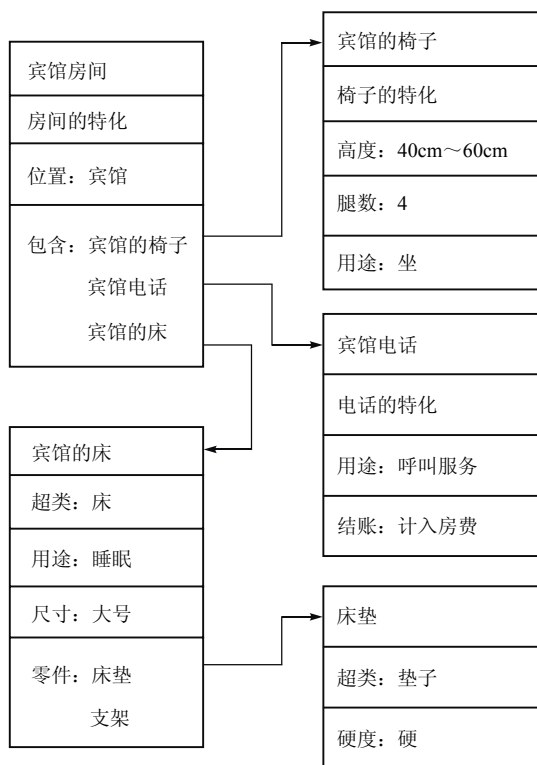 宾馆房间
房间的特化
位置：宾馆
包含：宾馆的椅子
宾馆电话
宾馆的床
宾馆的椅子
椅子的特化
高度：40cm～60cm
腿数：4
用途：坐
宾馆电话
电话的特化
用途：呼叫服务
结账：计入房费
宾馆的床
超类：床
用途：睡眠
尺寸：大号
零件：床垫
支架
床垫
超类：垫子
硬度：硬